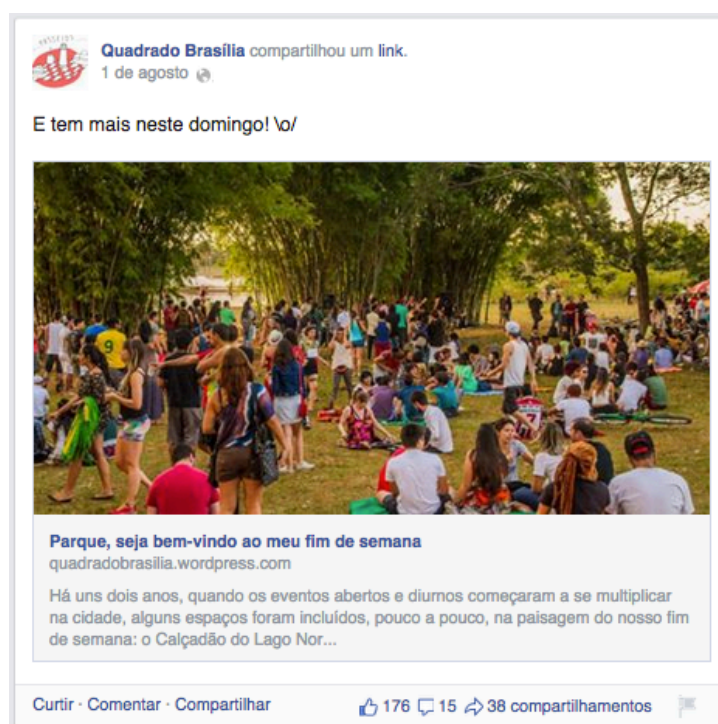 Quadrado Brasília compartilhou um link.
1 de agosto
E tem mais neste domingo! \o/
9
7
Parque, seja bem-vindo ao meu fim de semana
quadradobrasilia.wordpress.com
Há uns dois anos, quando os eventos abertos e diurnos começaram a se multiplicar
na cidade, alguns espaços foram incluídos, pouco a pouco, na paisagem do nosso fim
de semana: o Calçadão do Lago Nor...
Curtir · Comentar · Compartilhar 176 15 38 compartilhamentos